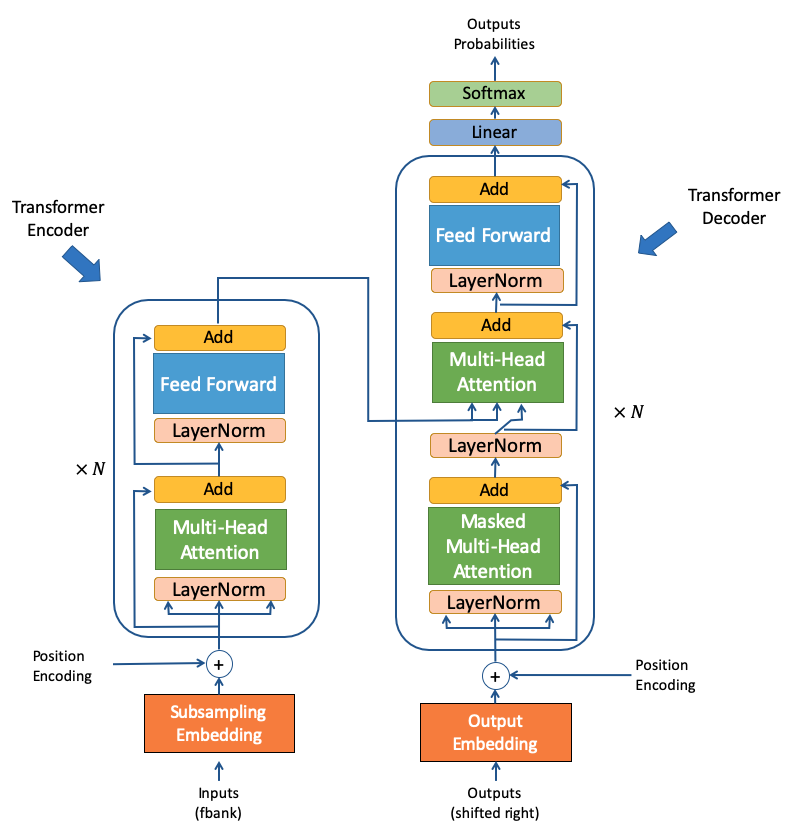 Outputs
Probabilities
Softmax
Linear
Add
Feed Forward
LayerNorm
Add
Multi-Head
Attention
LayerNorm
Add
Masked
Multi-Head
Attention
LayerNorm
× N
Transformer
Decoder
Position
Encoding
+
Output
Embedding
Outputs
(shifted right)
Transformer
Encoder
Add
Feed Forward
LayerNorm
× N
Add
Multi-Head
Attention
LayerNorm
Position
Encoding
+
Subsampling
Embedding
Inputs
(fbank)